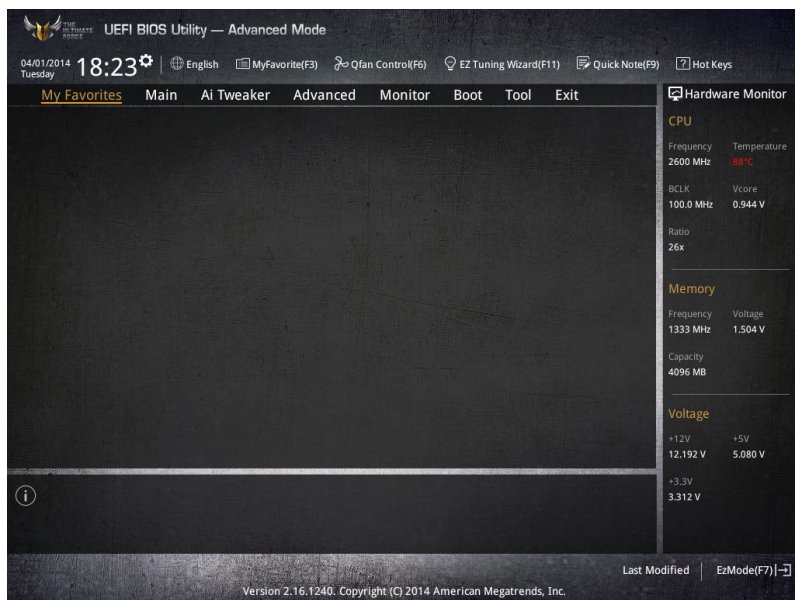 THE ULTIMATE FORCE
UEFI BIOS Utility — Advanced Mode
04/01/2014
Tuesday
18:23
English
MyFavorite(F3)
Qfan Control(F6)
EZ Tuning Wizard(F11)
Quick Note(F9)
? Hot Keys
My Favorites Main Ai Tweaker Advanced Monitor Boot Tool Exit
Hardware Monitor
CPU
Frequency Temperature
2600 MHz 88°C
BCLK Vcore
100.0 MHz 0.944 V
Ratio
26x
Memory
Frequency Voltage
1333 MHz 1.504 V
Capacity
4096 MB
Voltage
+12V +5V
12.192 V 5.080 V
+3.3V
3.312 V
i
Last Modified
EzMode(F7)
Version 2.16.1240. Copyright (C) 2014 American Megatrends, Inc.